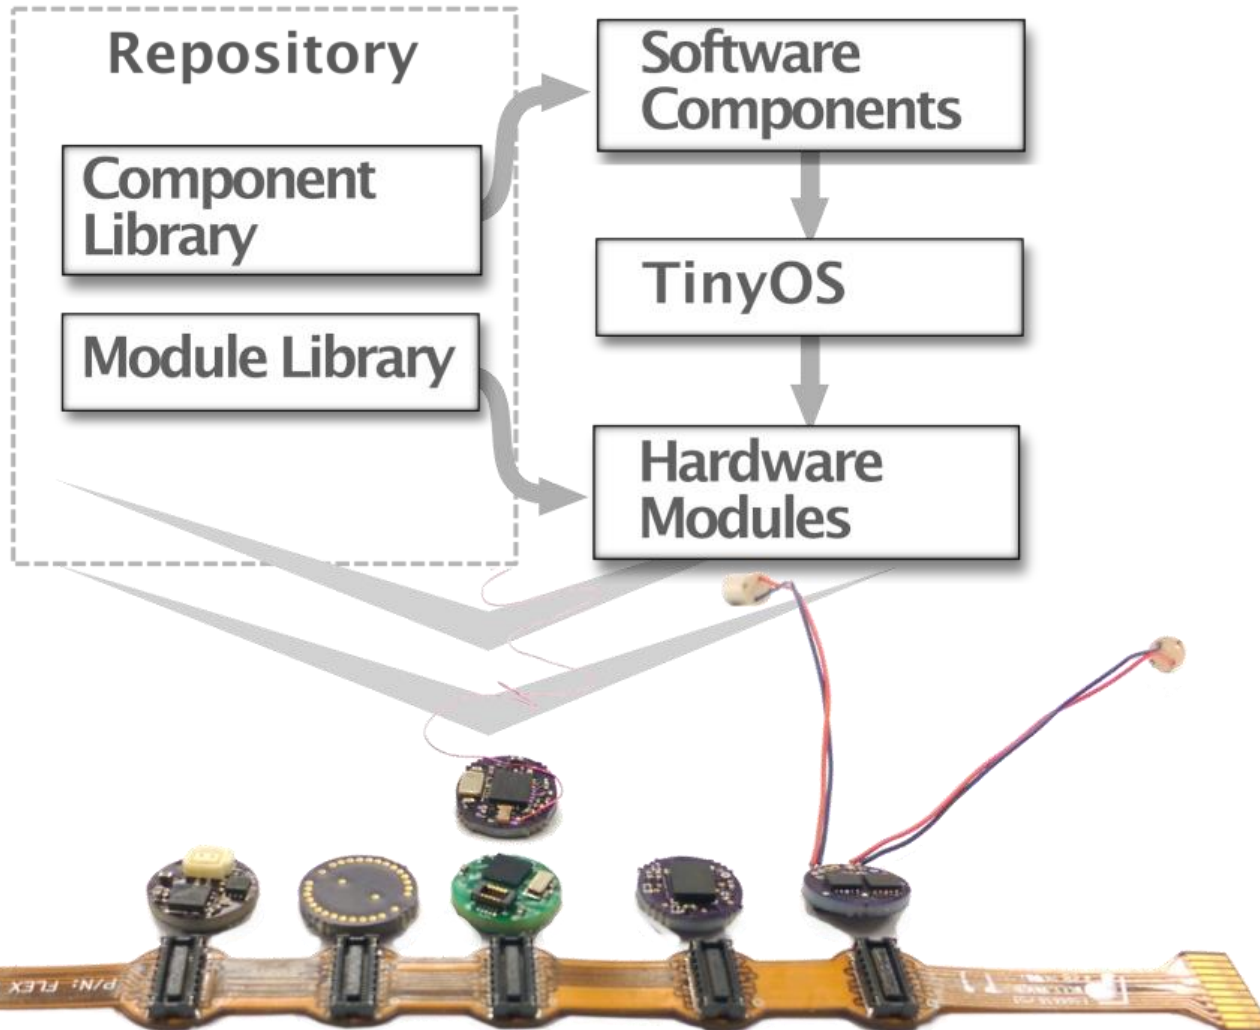 Repository
Component
Library
Module Library
Software
Components
TinyOS
Hardware
Modules
P/N: FLEX